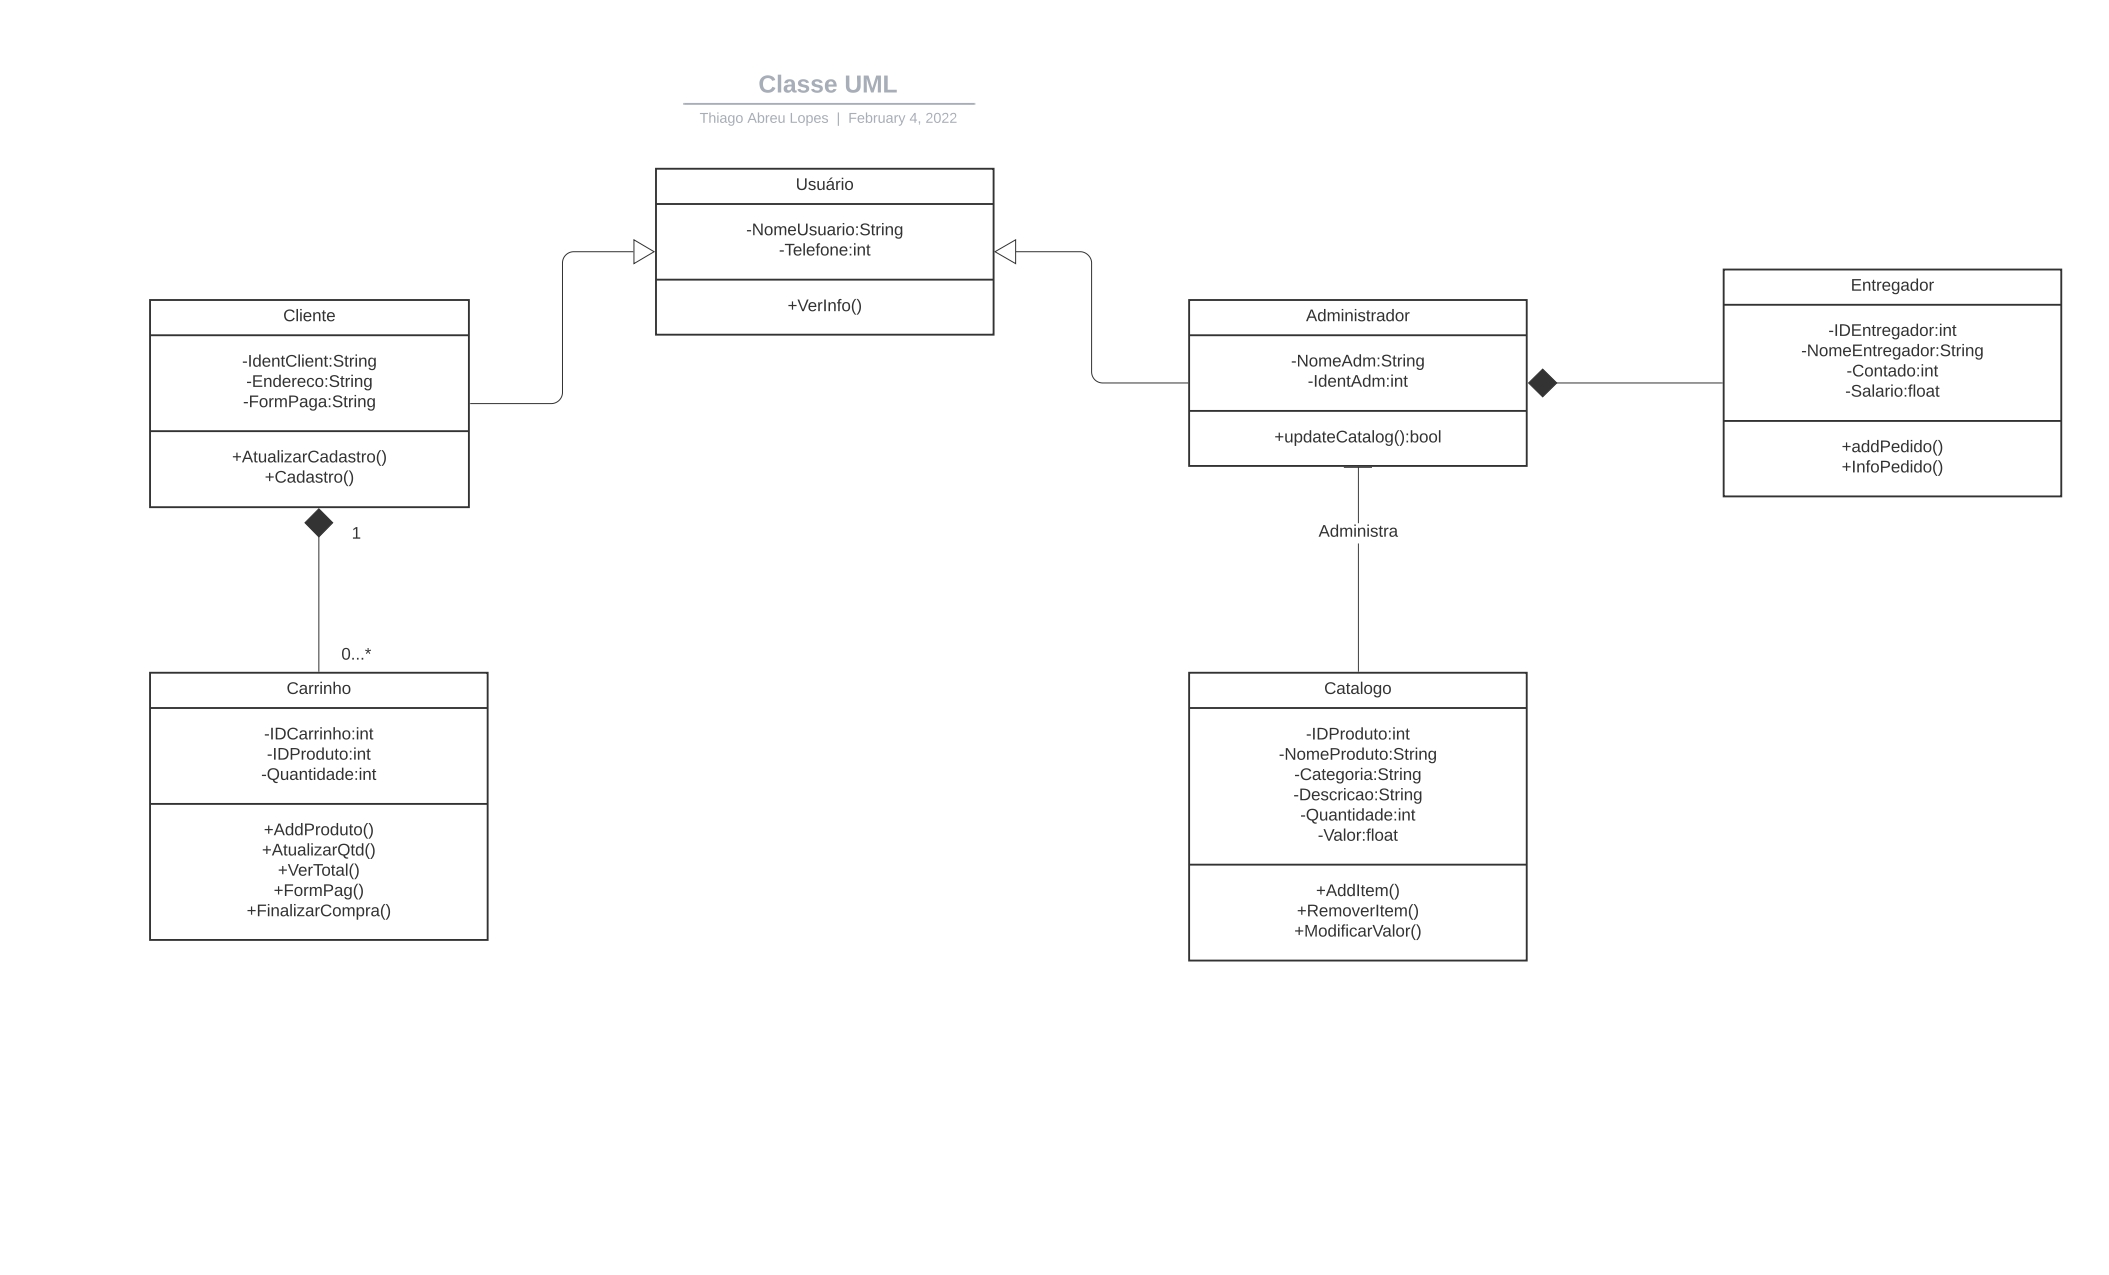 Classe UML
Thiago Abreu Lopes | February 4, 2022
Usuário
-NomeUsuario:String
-Telefone:int
+VerInfo()
Cliente
-IdentClient:String
-Endereco:String
-FormPaga:String
+AtualizarCadastro()
+Cadastro()
Administrador
-NomeAdm:String
-IdentAdm:int
+updateCatalog():bool
Entregador
-IDEntregador:int
-NomeEntregador:String
-Contado:int
-Salario:float
+addPedido()
+InfoPedido()
1
0...*
Administra
Carrinho
-IDCarrinho:int
-IDProduto:int
-Quantidade:int
+AddProduto()
+AtualizarQtd()
+VerTotal()
+FormPag()
+FinalizarCompra()
Catalogo
-IDProduto:int
-NomeProduto:String
-Categoria:String
-Descricao:String
-Quantidade:int
-Valor:float
+AddItem()
+RemoverItem()
+ModificarValor()